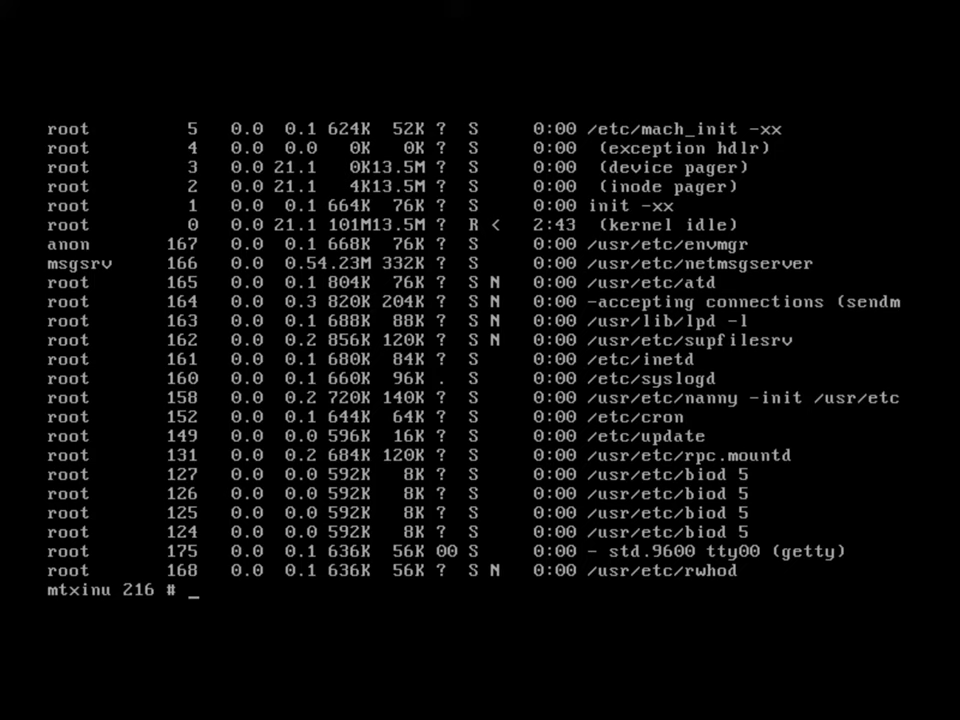 root 5 0.0 0.1 624K 52K ? S 0:00 /etc/mach_init -xx
root 4 0.0 0.0 0K 0K ? S 0:00 (exception hdlr)
root 3 0.0 21.1 0K13.5M ? S 0:00 (device pager)
root 2 0.0 21.1 4K13.5M ? S 0:00 (inode pager)
root 1 0.0 0.1 664K 76K ? S 0:00 init -xx
root 0 0.0 21.1 101M13.5M ? R < 2:43 (kernel idle)
anon 167 0.0 0.1 668K 76K ? S 0:00 /usr/etc/envmgr
msgsrv 166 0.0 0.54.23M 332K ? S 0:00 /usr/etc/netmsgserver
root 165 0.0 0.1 804K 76K ? S N 0:00 /usr/etc/atd
root 164 0.0 0.3 820K 204K ? S N 0:00 -accepting connections (sendm
root 163 0.0 0.1 688K 88K ? S N 0:00 /usr/lib/lpd -l
root 162 0.0 0.2 856K 120K ? S N 0:00 /usr/etc/supfilesrv
root 161 0.0 0.1 680K 84K ? S 0:00 /etc/inetd
root 160 0.0 0.1 660K 96K . S 0:00 /etc/syslogd
root 158 0.0 0.2 720K 140K ? S 0:00 /usr/etc/nanny -init /usr/etc
root 152 0.0 0.1 644K 64K ? S 0:00 /etc/cron
root 149 0.0 0.0 596K 16K ? S 0:00 /etc/update
root 131 0.0 0.2 684K 120K ? S 0:00 /usr/etc/rpc.mountd
root 127 0.0 0.0 592K 8K ? S 0:00 /usr/etc/biod 5
root 126 0.0 0.0 592K 8K ? S 0:00 /usr/etc/biod 5
root 125 0.0 0.0 592K 8K ? S 0:00 /usr/etc/biod 5
root 124 0.0 0.0 592K 8K ? S 0:00 /usr/etc/biod 5
root 175 0.0 0.1 636K 56K 00 S 0:00 - std.9600 tty00 (getty)
root 168 0.0 0.1 636K 56K ? S N 0:00 /usr/etc/rwhod
mtxinu 216 # _